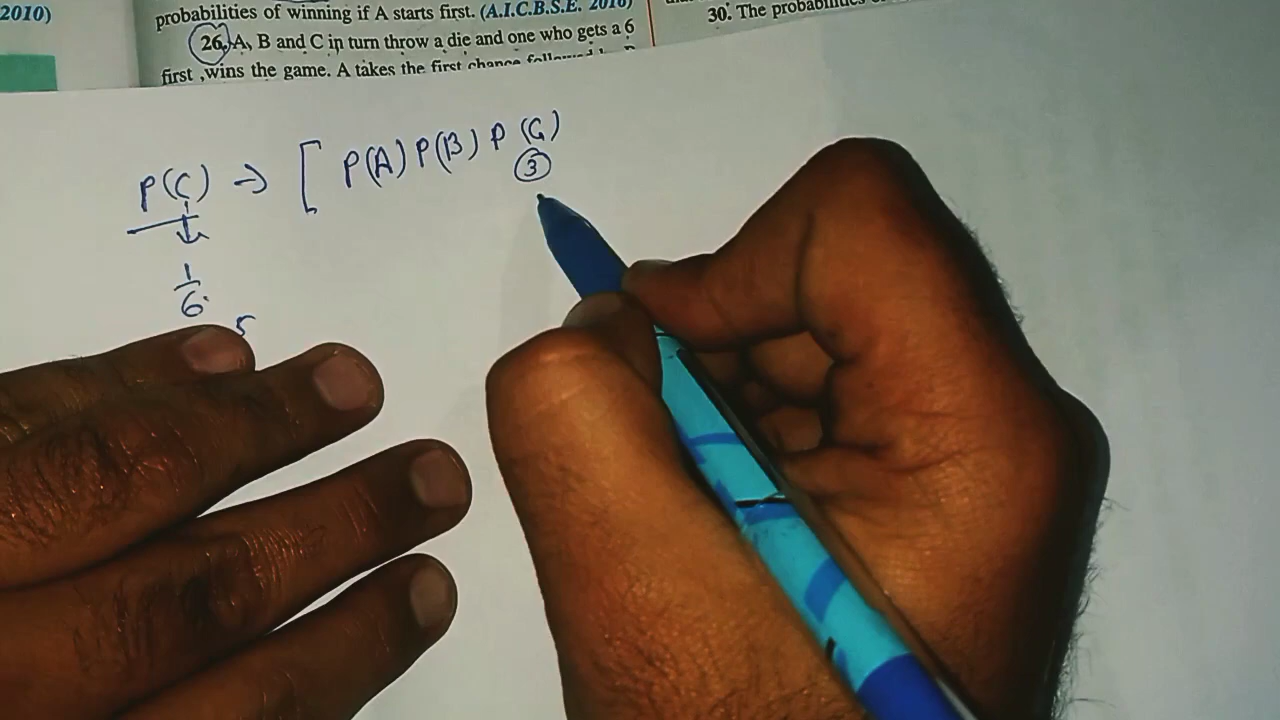 2010)
probabilities of winning if A starts first. (A.I.C.B.S.E. 2010)
26. A, B and C in turn throw a die and one who gets a 6
first ,wins the game. A takes the first chance followed
30. The
P(C) → [ P(A) P(B) P(C)
3
1
6
5